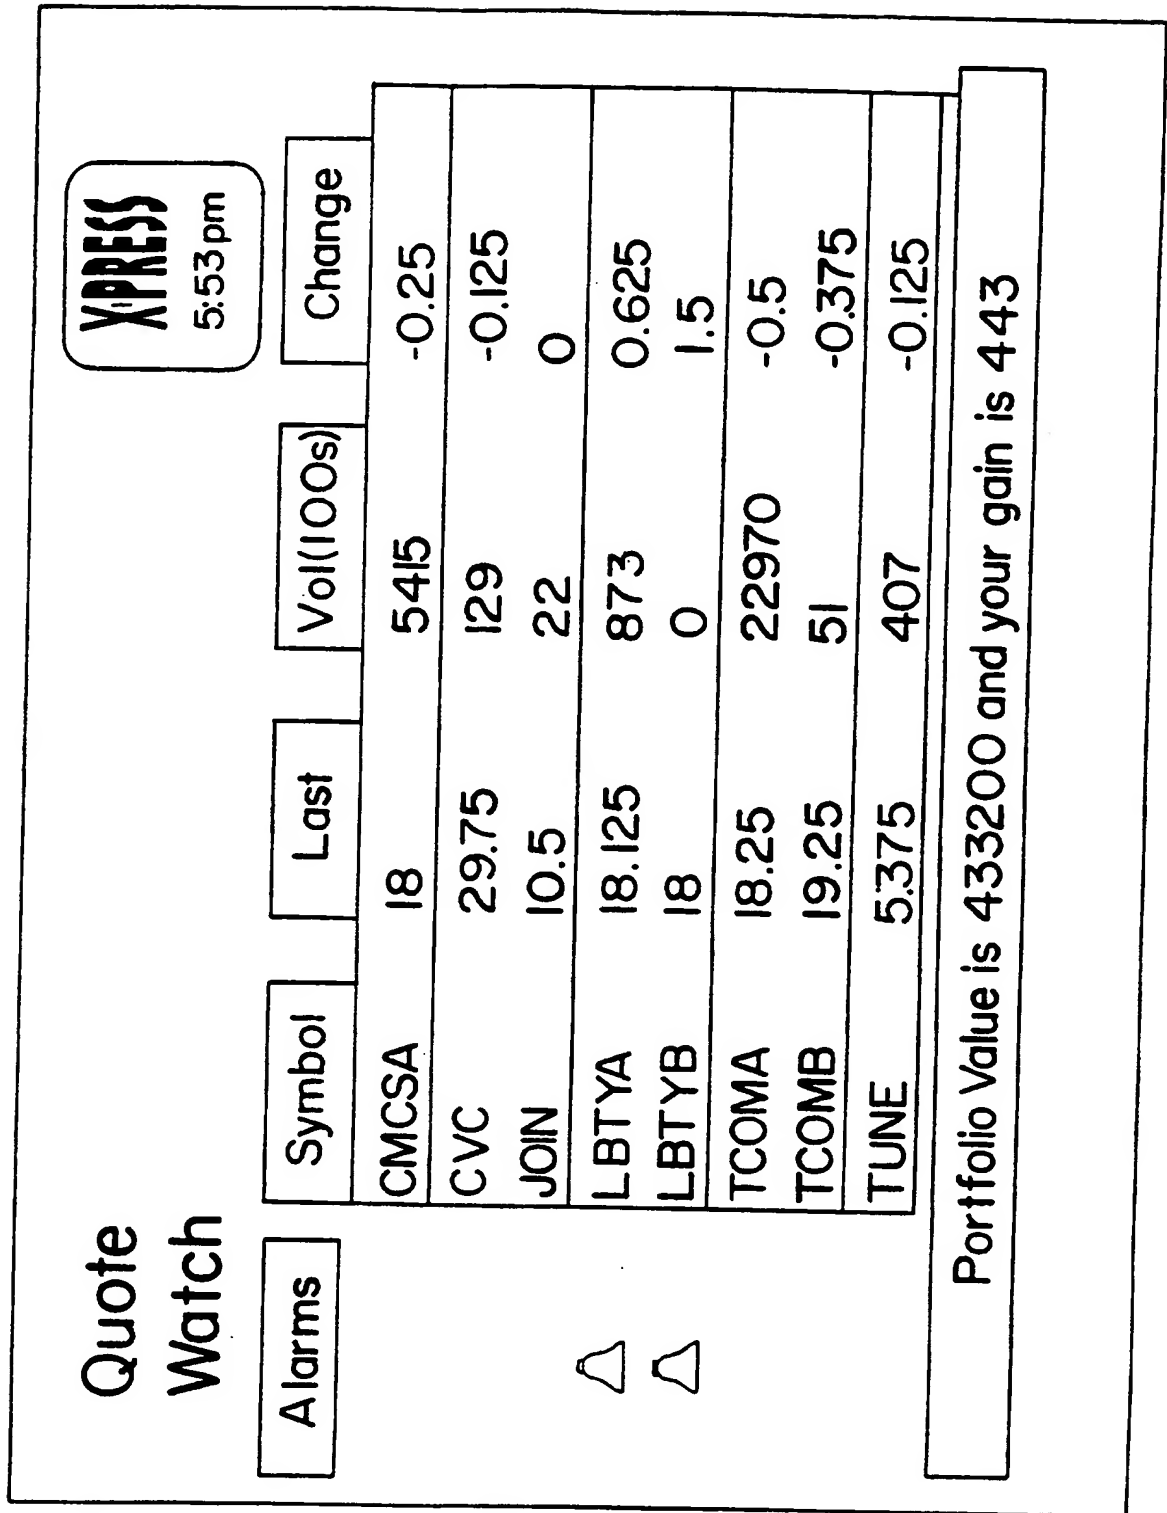 Quote
Watch
X·PRESS
5:53pm
Alarms Symbol Last Vol(100s) Change
CMCSA 18 5415 -0.25
CVC 29.75 129 -0.125
JOIN 10.5 22 0
LBTYA 18.125 873 0.625
LBTYB 18 0 1.5
TCOMA 18.25 22970 -0.5
TCOMB 19.25 51 -0.375
TUNE 5.375 407 -0.125
Portfolio Value is 433200 and your gain is 443